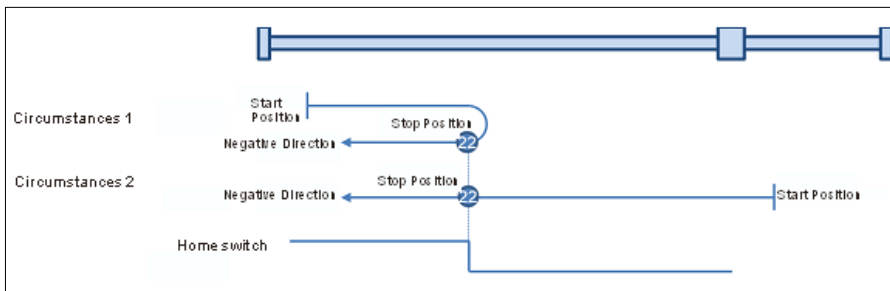 Start
Position
Circumstances 1
Stop Position
22
Negative Direction
Circumstances 2
Stop Position
Negative Direction
22
Start Position
Home switch